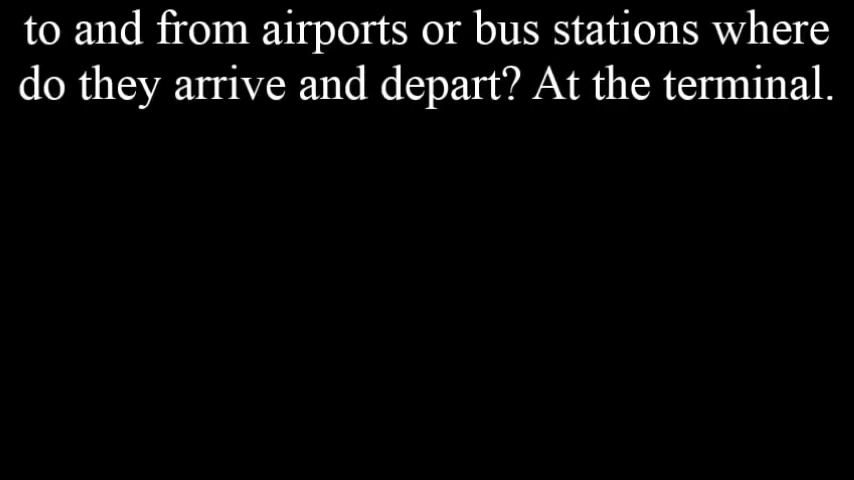 to and from airports or bus stations where
do they arrive and depart? At the terminal.